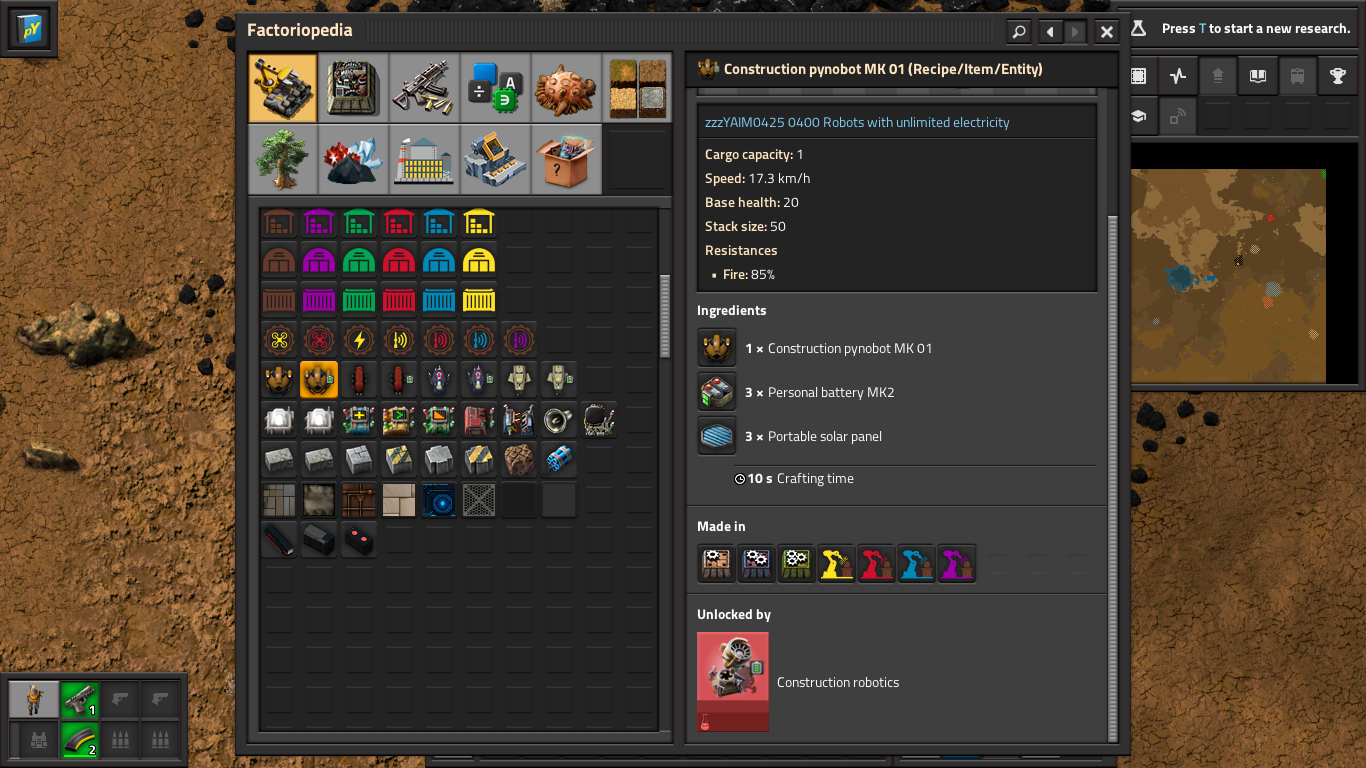 pY
Factoriopedia
Press T to start a new research.
A
Construction pynobot MK 01 (Recipe/Item/Entity)
zzzYAIM0425 0400 Robots with unlimited electricity
Cargo capacity: 1
Speed: 17.3 km/h
Base health: 20
Stack size: 50
Resistances
▪ Fire: 85%
Ingredients
1 × Construction pynobot MK 01
3 × Personal battery MK2
3 × Portable solar panel
10 s Crafting time
Made in
Unlocked by
Construction robotics
1
2